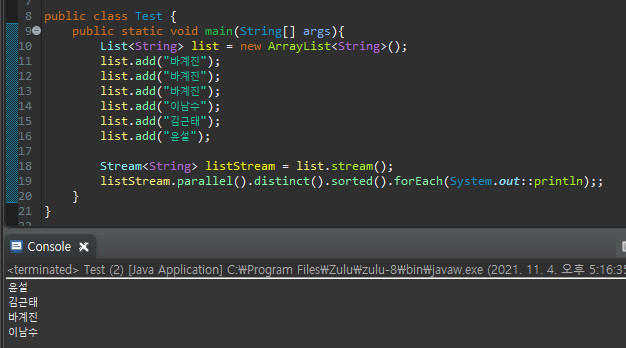 8 public class Test {
9 public static void main(String[] args){
10 List<String> list = new ArrayList<String>();
11 list.add("바계진");
12 list.add("바계진");
13 list.add("바계진");
14 list.add("이남수");
15 list.add("김근태");
16 list.add("윤설");
17
18 Stream<String> listStream = list.stream();
19 listStream.parallel().distinct().sorted().forEach(System.out::println);;
20 }
21 }
Console
<terminated> Test (2) [Java Application] C:₩Program Files₩Zulu₩zulu-8₩bin₩javaw.exe (2021. 11. 4. 오후 5:16:35
윤설
김근태
바계진
이남수